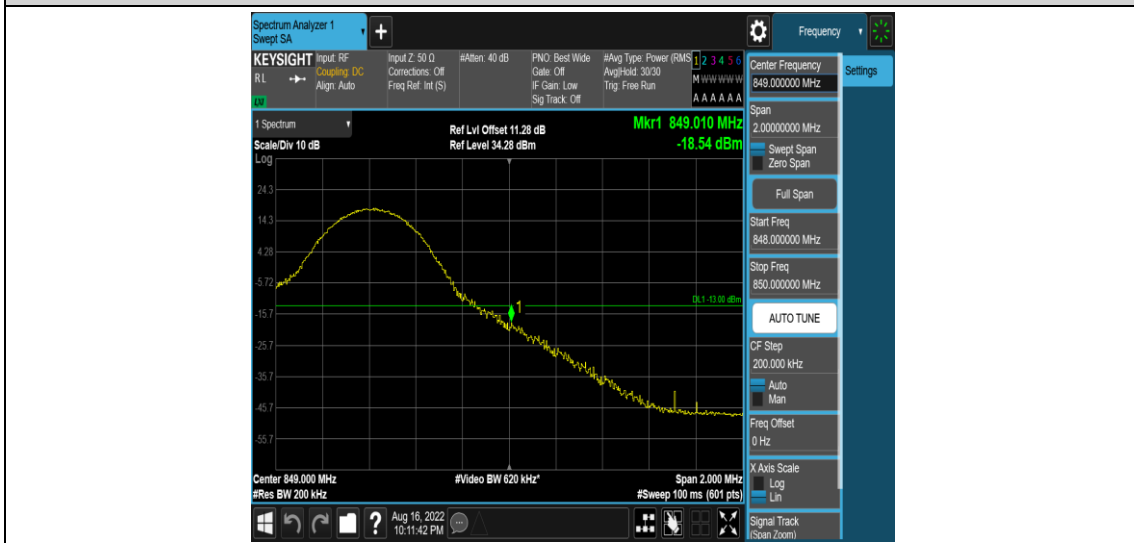 Spectrum Analyzer 1
Swept SA
+
Frequency
KEYSIGHT
RL
LXI
Input: RF
Coupling: DC
Align: Auto
Input Z: 50 Ω
Corrections: Off
Freq Ref: Int (S)
#Atten: 40 dB
PNO: Best Wide
Gate: Off
IF Gain: Low
Sig Track: Off
#Avg Type: Power (RMS
Avg|Hold: 30/30
Trig: Free Run
1 2 3 4 5 6
M W W W W W
A A A A A A
1 Spectrum
Scale/Div 10 dB
Log
Ref Lvl Offset 11.28 dB
Ref Level 34.28 dBm
Mkr1 849.010 MHz
-18.54 dBm
24.3
14.3
4.28
-5.72
-15.7
-25.7
-35.7
-45.7
-55.7
DL1 -13.00 dBm
1
Center 849.000 MHz
#Res BW 200 kHz
#Video BW 620 kHz*
Span 2.000 MHz
#Sweep 100 ms (601 pts)
?
Aug 16, 2022
10:11:42 PM
Center Frequency
849.000000 MHz
Settings
Span
2.00000000 MHz
Swept Span
Zero Span
Full Span
Start Freq
848.000000 MHz
Stop Freq
850.000000 MHz
AUTO TUNE
CF Step
200.000 kHz
Auto
Man
Freq Offset
0 Hz
X Axis Scale
Log
Lin
Signal Track
(Span Zoom)